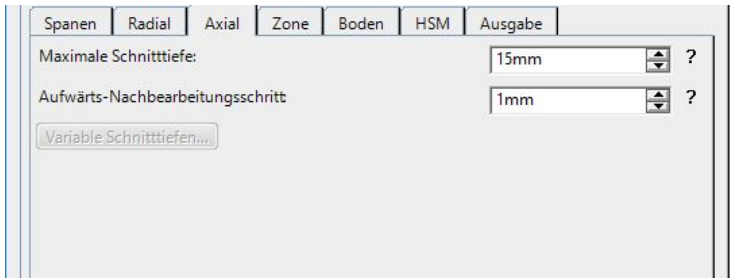 Spanen Radial Axial Zone Boden HSM Ausgabe
Maximale Schnitttiefe: 15mm ?
Aufwärts-Nachbearbeitungsschritt 1mm ?
Variable Schnitttiefen...